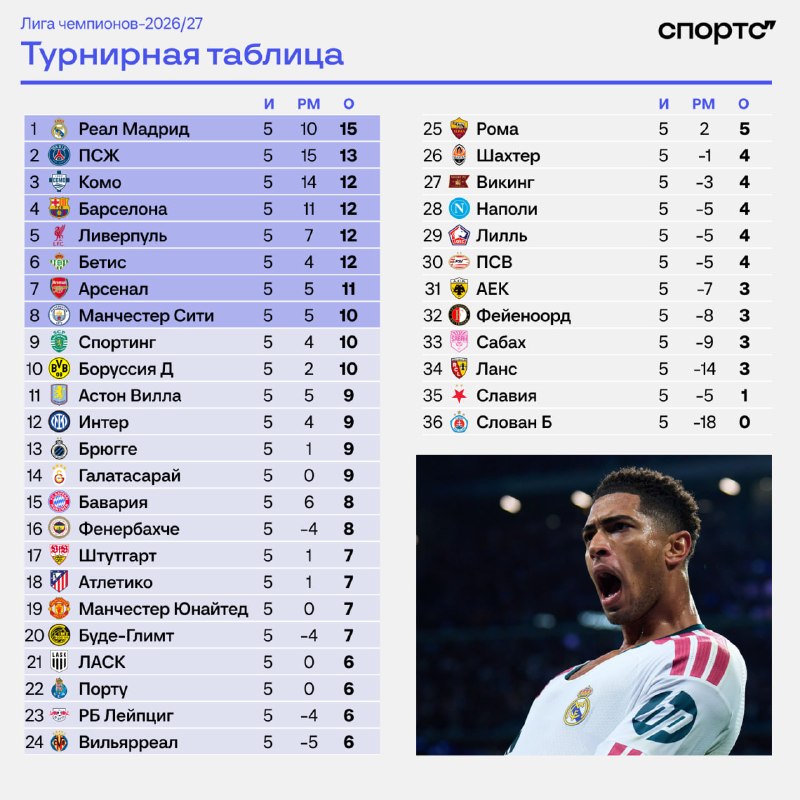 Лига чемпионов-2026/27
Турнирная таблица
спортс"
И РМ О
1 Реал Мадрид 5 10 15
2 ПСЖ 5 15 13
3 Комо 5 14 12
4 Барселона 5 11 12
5 Ливерпуль 5 7 12
6 Бетис 5 4 12
7 Арсенал 5 5 11
8 Манчестер Сити 5 5 10
9 Спортинг 5 4 10
10 Боруссия Д 5 2 10
11 Астон Вилла 5 5 9
12 Интер 5 4 9
13 Брюгге 5 1 9
14 Галатасарай 5 0 9
15 Бавария 5 6 8
16 Фенербахче 5 -4 8
17 Штутгарт 5 1 7
18 Атлетико 5 1 7
19 Манчестер Юнайтед 5 0 7
20 Буде-Глимт 5 -4 7
21 ЛАСК 5 0 6
22 Порту 5 0 6
23 РБ Лейпциг 5 -4 6
24 Вильярреал 5 -5 6
И РМ О
25 Рома 5 2 5
26 Шахтер 5 -1 4
27 Викинг 5 -3 4
28 Наполи 5 -5 4
29 Лилль 5 -5 4
30 ПСВ 5 -5 4
31 АЕК 5 -7 3
32 Фейеноорд 5 -8 3
33 Сабах 5 -9 3
34 Ланс 5 -14 3
35 Славия 5 -5 1
36 Слован Б 5 -18 0
hp